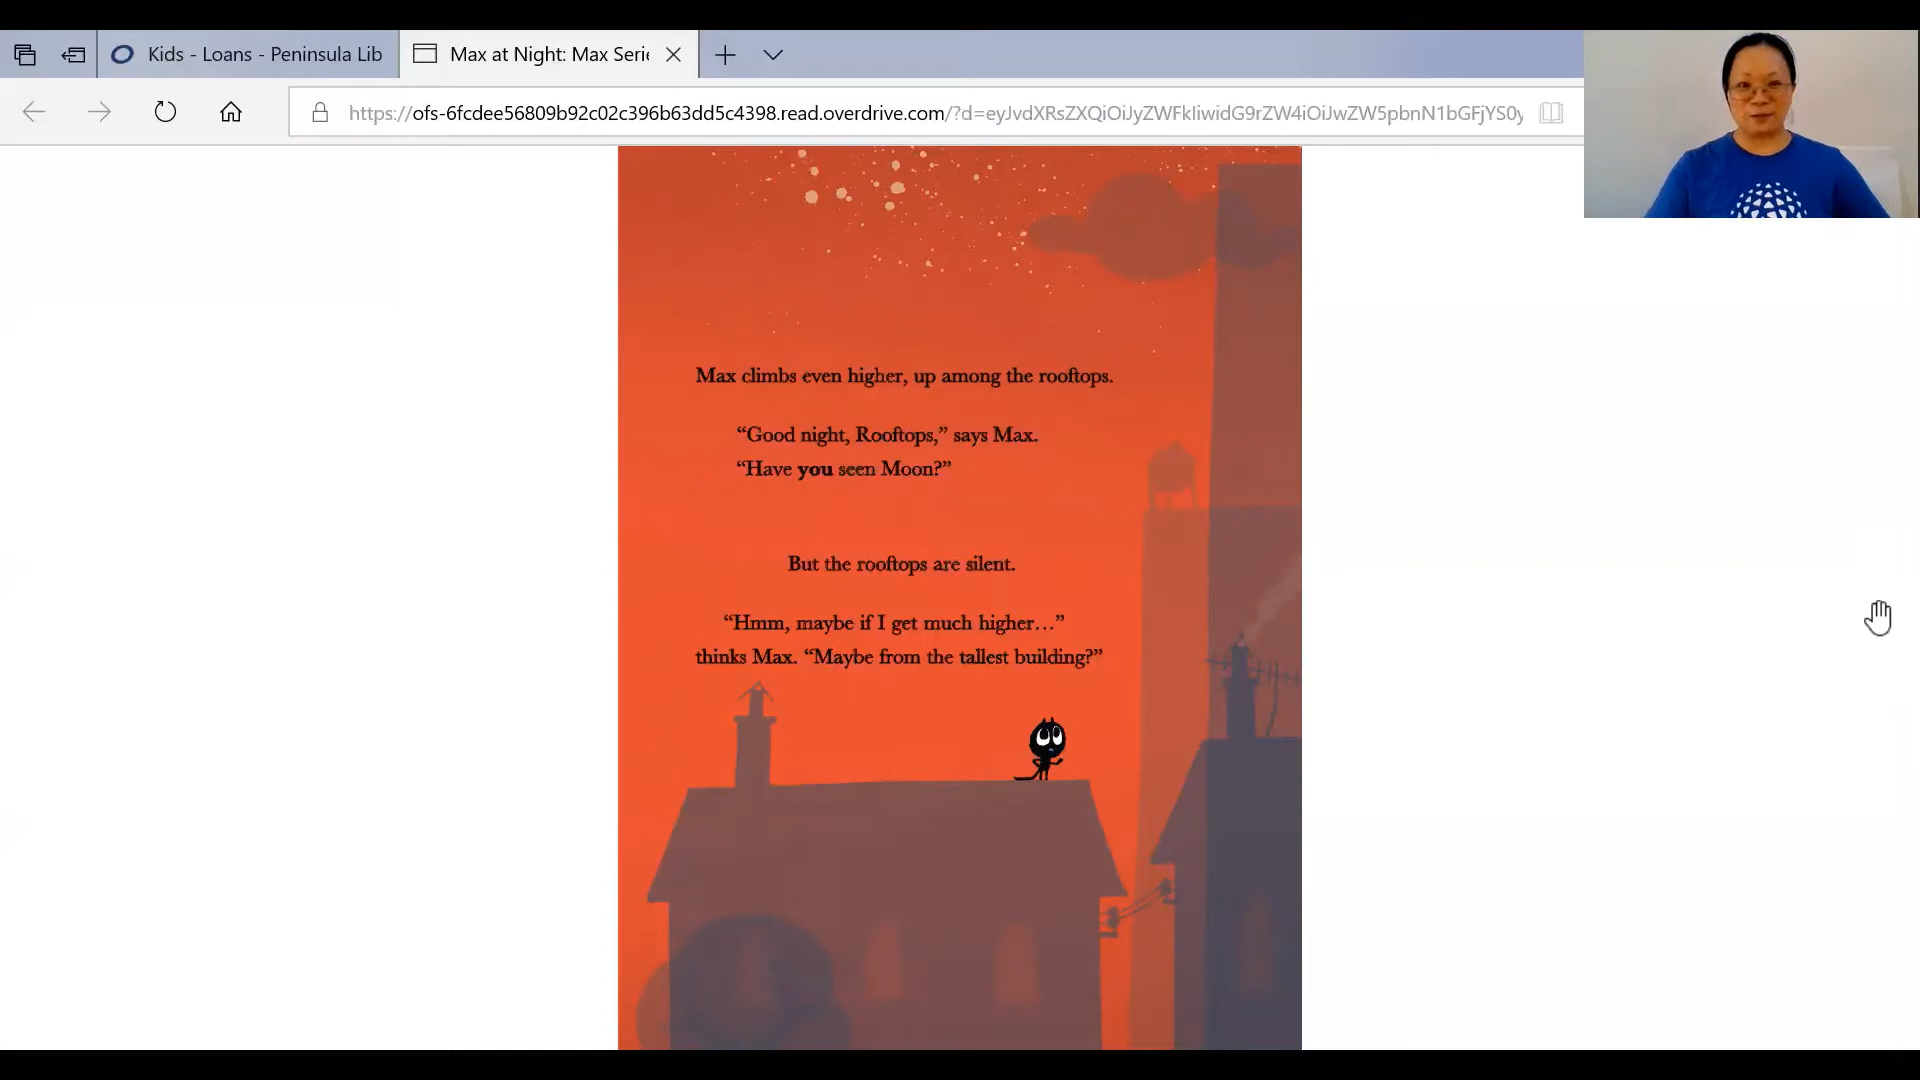 Kids - Loans - Peninsula Lib
Max at Night: Max Seri
https://ofs-6fcdee56809b92c02c396b63dd5c4398.read.overdrive.com/?d=eyJvdXRsZXQiOiJyZWFkIiwidG9rZW4iOiJwZW5pbnN1bGFjYS0y
Max climbs even higher, up among the rooftops.
“Good night, Rooftops,” says Max.
“Have you seen Moon?”
But the rooftops are silent.
“Hmm, maybe if I get much higher…”
thinks Max. “Maybe from the tallest building?”